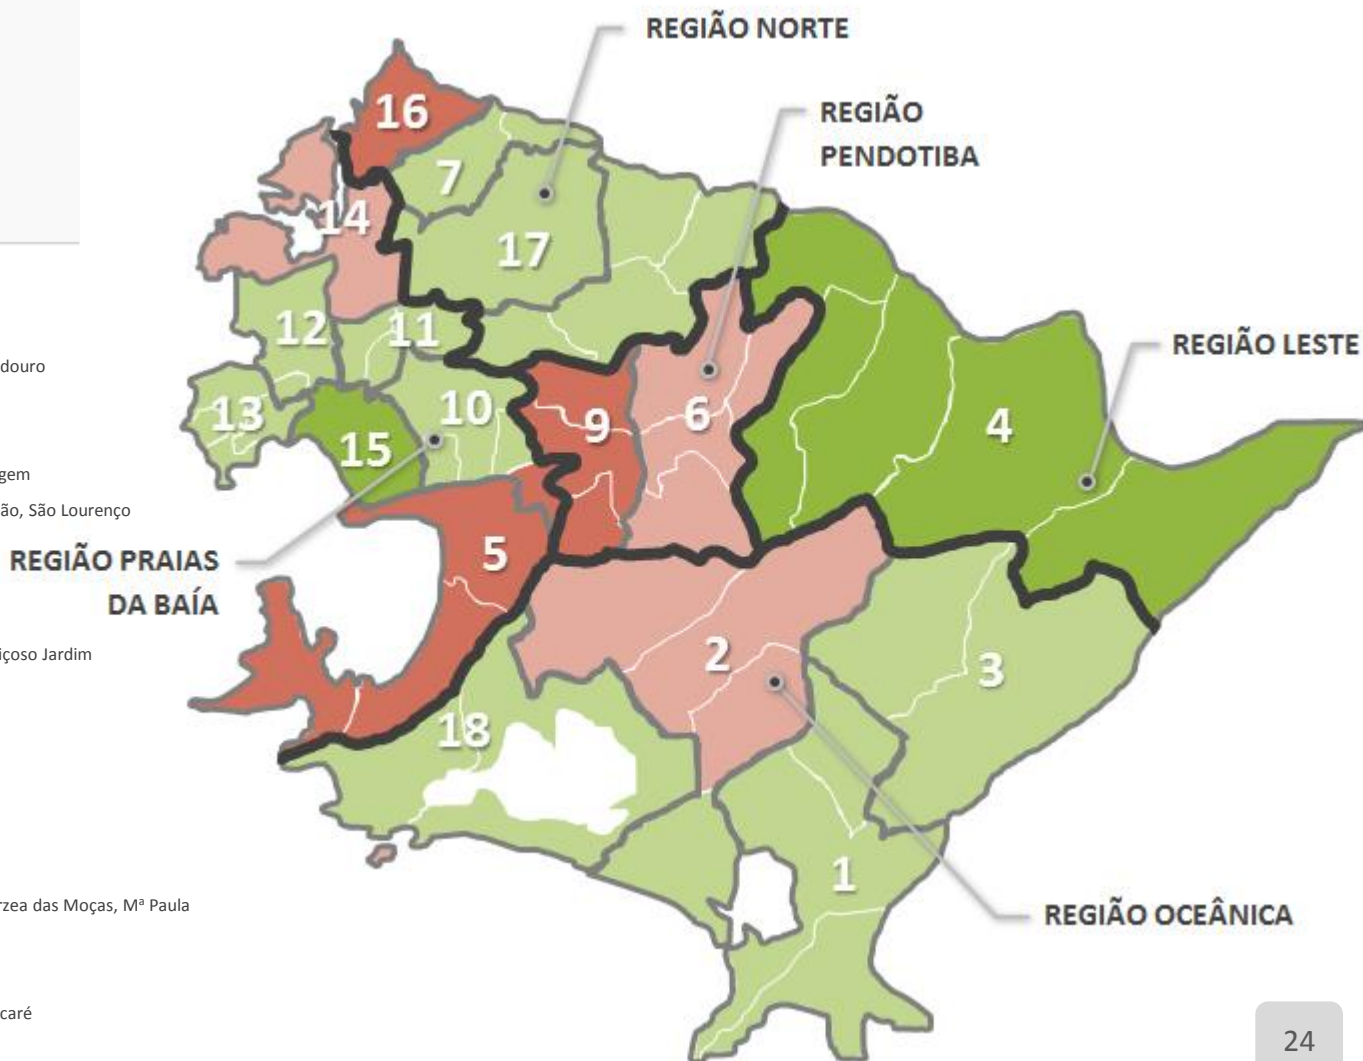 REGIÃO NORTE
REGIÃO
PENDOTIBA
16
7
14
17
12
11
REGIÃO LESTE
13
10
15
9
6
4
douro
gem
ão, São Lourenço
REGIÃO PRAIAS
DA BAÍA
5
içoso Jardim
2
3
18
1
rzea das Moças, Mª Paula
REGIÃO OCEÂNICA
caré
24